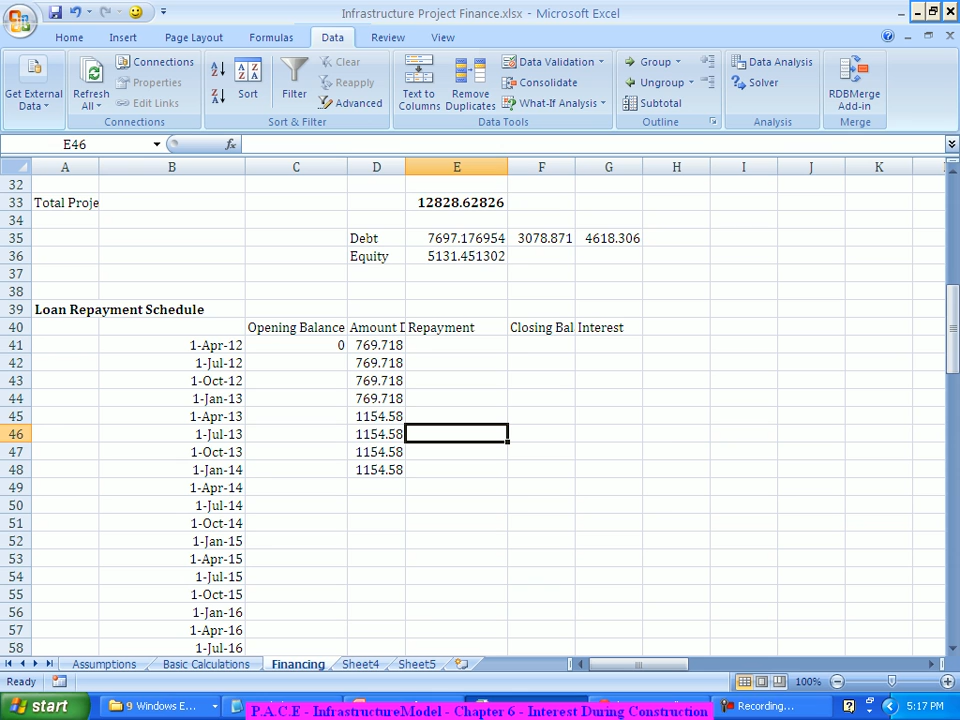 Infrastructure Project Finance.xlsx - Microsoft Excel
Home Insert Page Layout Formulas Data Review View
Get External Data
Refresh All
Connections
Properties
Edit Links
Connections
Sort
Filter
Clear
Reapply
Advanced
Sort & Filter
Text to Columns
Remove Duplicates
Data Validation
Consolidate
What-If Analysis
Data Tools
Group
Ungroup
Subtotal
Outline
Data Analysis
Solver
Analysis
RDBMerge Add-in
Merge
E46 fx
A B C D E F G H I J K
32
33 Total Proje 12828.62826
34
35 Debt 7697.176954 3078.871 4618.306
36 Equity 5131.451302
37
38
39 Loan Repayment Schedule
40 Opening Balance Amount D Repayment Closing Bal Interest
41 1-Apr-12 0 769.718
42 1-Jul-12 769.718
43 1-Oct-12 769.718
44 1-Jan-13 769.718
45 1-Apr-13 1154.58
46 1-Jul-13 1154.58
47 1-Oct-13 1154.58
48 1-Jan-14 1154.58
49 1-Apr-14
50 1-Jul-14
51 1-Oct-14
52 1-Jan-15
53 1-Apr-15
54 1-Jul-15
55 1-Oct-15
56 1-Jan-16
57 1-Apr-16
58 1-Jul-16
Assumptions Basic Calculations Financing Sheet4 Sheet5
Ready 100%
start 9 Windows E... Recording... 5:17 PM
P.A.C.E - InfrastructureModel - Chapter 6 - Interest During Construction